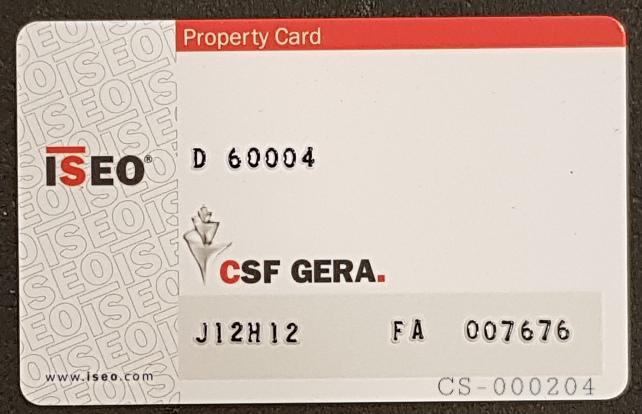 Property Card
ISEO®
D 60004
CSF GERA.
J12H12 FA 007676
www.iseo.com
CS-000204